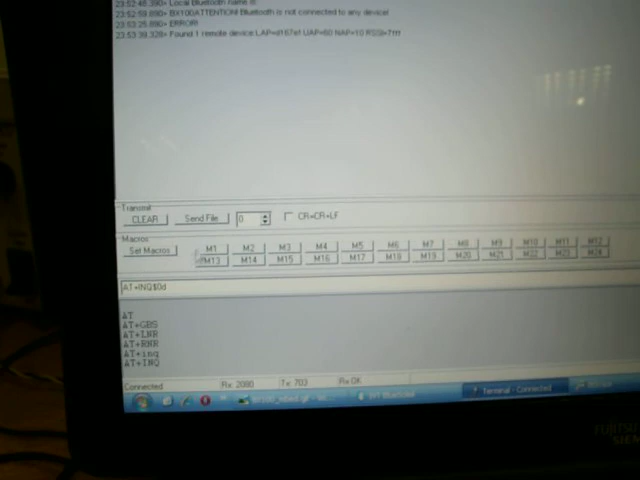 23:52:46.390> Local Bluetooth name is:
23:52:59.890> BX100ATTENTION! Bluetooth is not connected to any device!
23:53:25.890> ERROR!
23:53:39.328> Found 1 remote device:
Transmit
CLEAR Send File 0 CR=CR+LF
Macros
Set Macros M1 M2 M3 M4 M5 M6 M7 M8 M9 M10 M11 M12
M13 M14 M15 M16 M17 M18 M19 M20 M21 M22 M23 M24
AT+INQ$0d
AT
AT+GBS
AT+LNR
AT+RNR
AT+inq
AT+INQ
Connected Rx: 2080 Tx: 703 Rx OK
Terminal - Connected
FUJITSU
SIEM